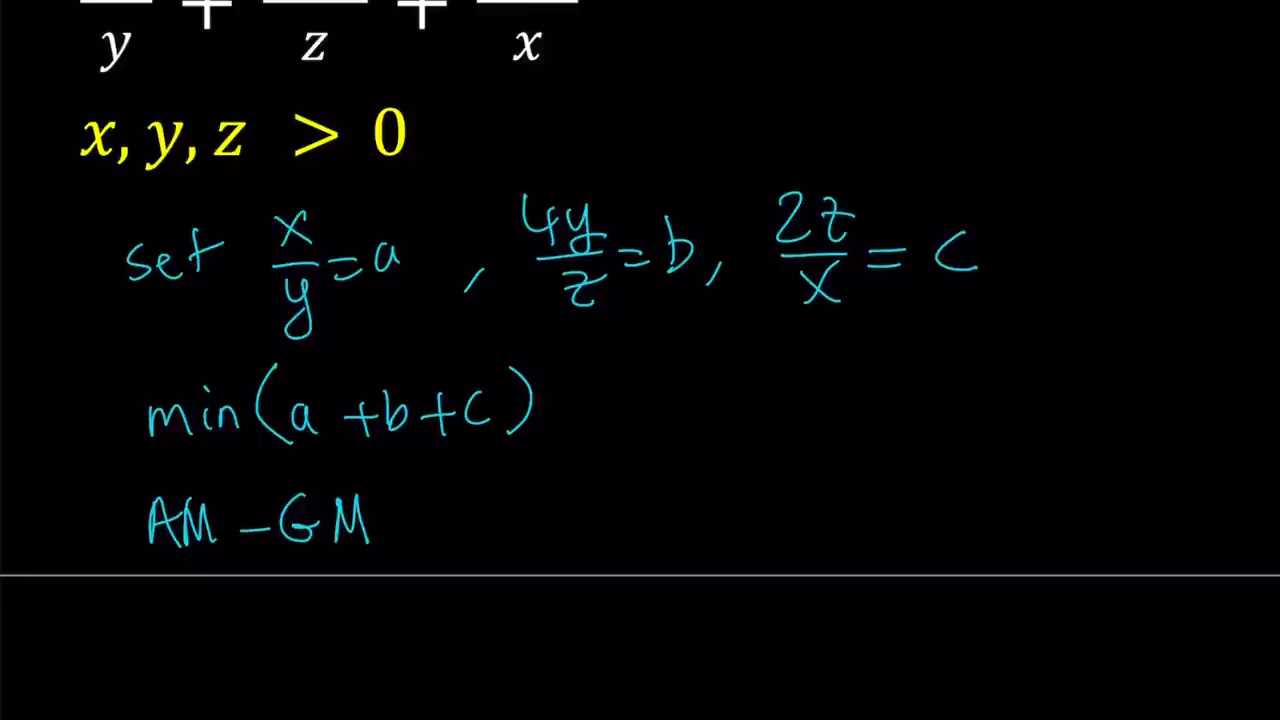 y + z + x
x, y, z > 0
set x/y = a, 4y/z = b, 2z/x = c
min(a + b + c)
AM - GM